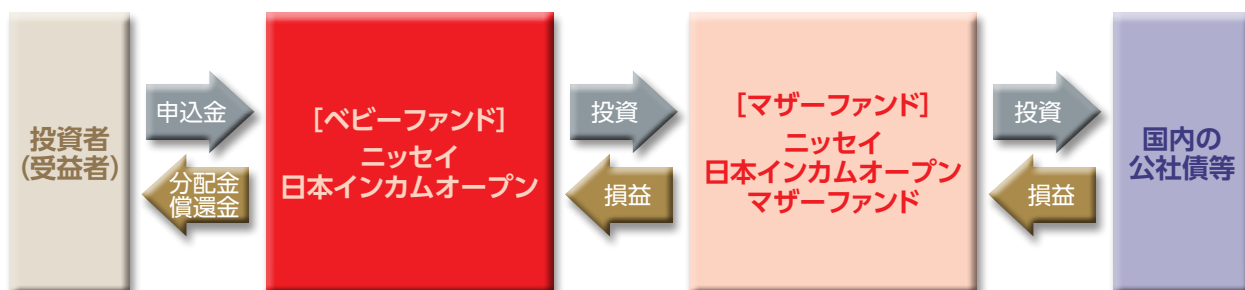 投資者
(受益者)
申込金
分配金
償還金
[ベビーファンド]
ニッセイ
日本インカムオープン
投資
損益
[マザーファンド]
ニッセイ
日本インカムオープン
マザーファンド
投資
損益
国内の
公社債等